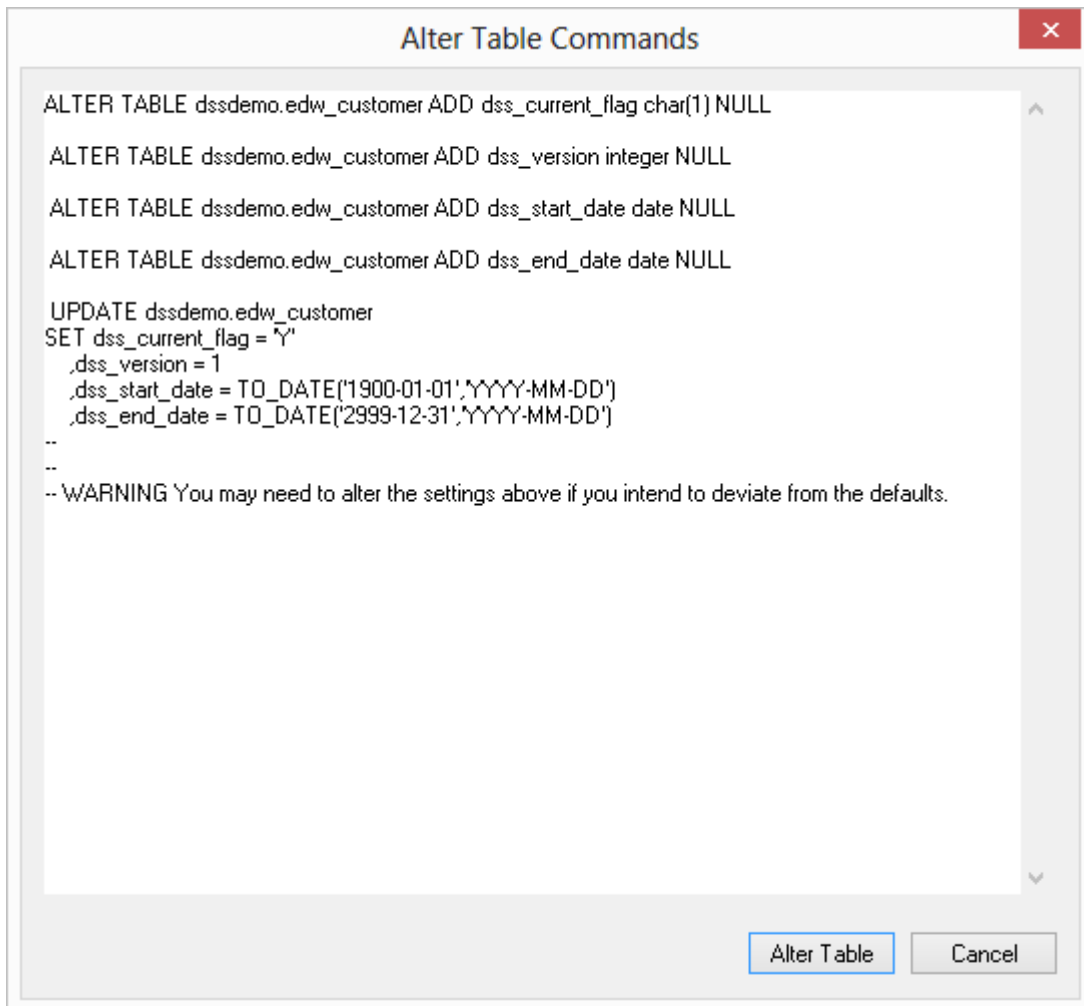 Alter Table Commands
ALTER TABLE dssdemo.edw_customer ADD dss_current_flag char(1) NULL
ALTER TABLE dssdemo.edw_customer ADD dss_version integer NULL
ALTER TABLE dssdemo.edw_customer ADD dss_start_date date NULL
ALTER TABLE dssdemo.edw_customer ADD dss_end_date date NULL
UPDATE dssdemo.edw_customer
SET dss_current_flag = 'Y'
,dss_version = 1
,dss_start_date = TO_DATE('1900-01-01','YYYY-MM-DD')
,dss_end_date = TO_DATE('2999-12-31','YYYY-MM-DD')
--
--
-- WARNING You may need to alter the settings above if you intend to deviate from the defaults.
Alter Table Cancel